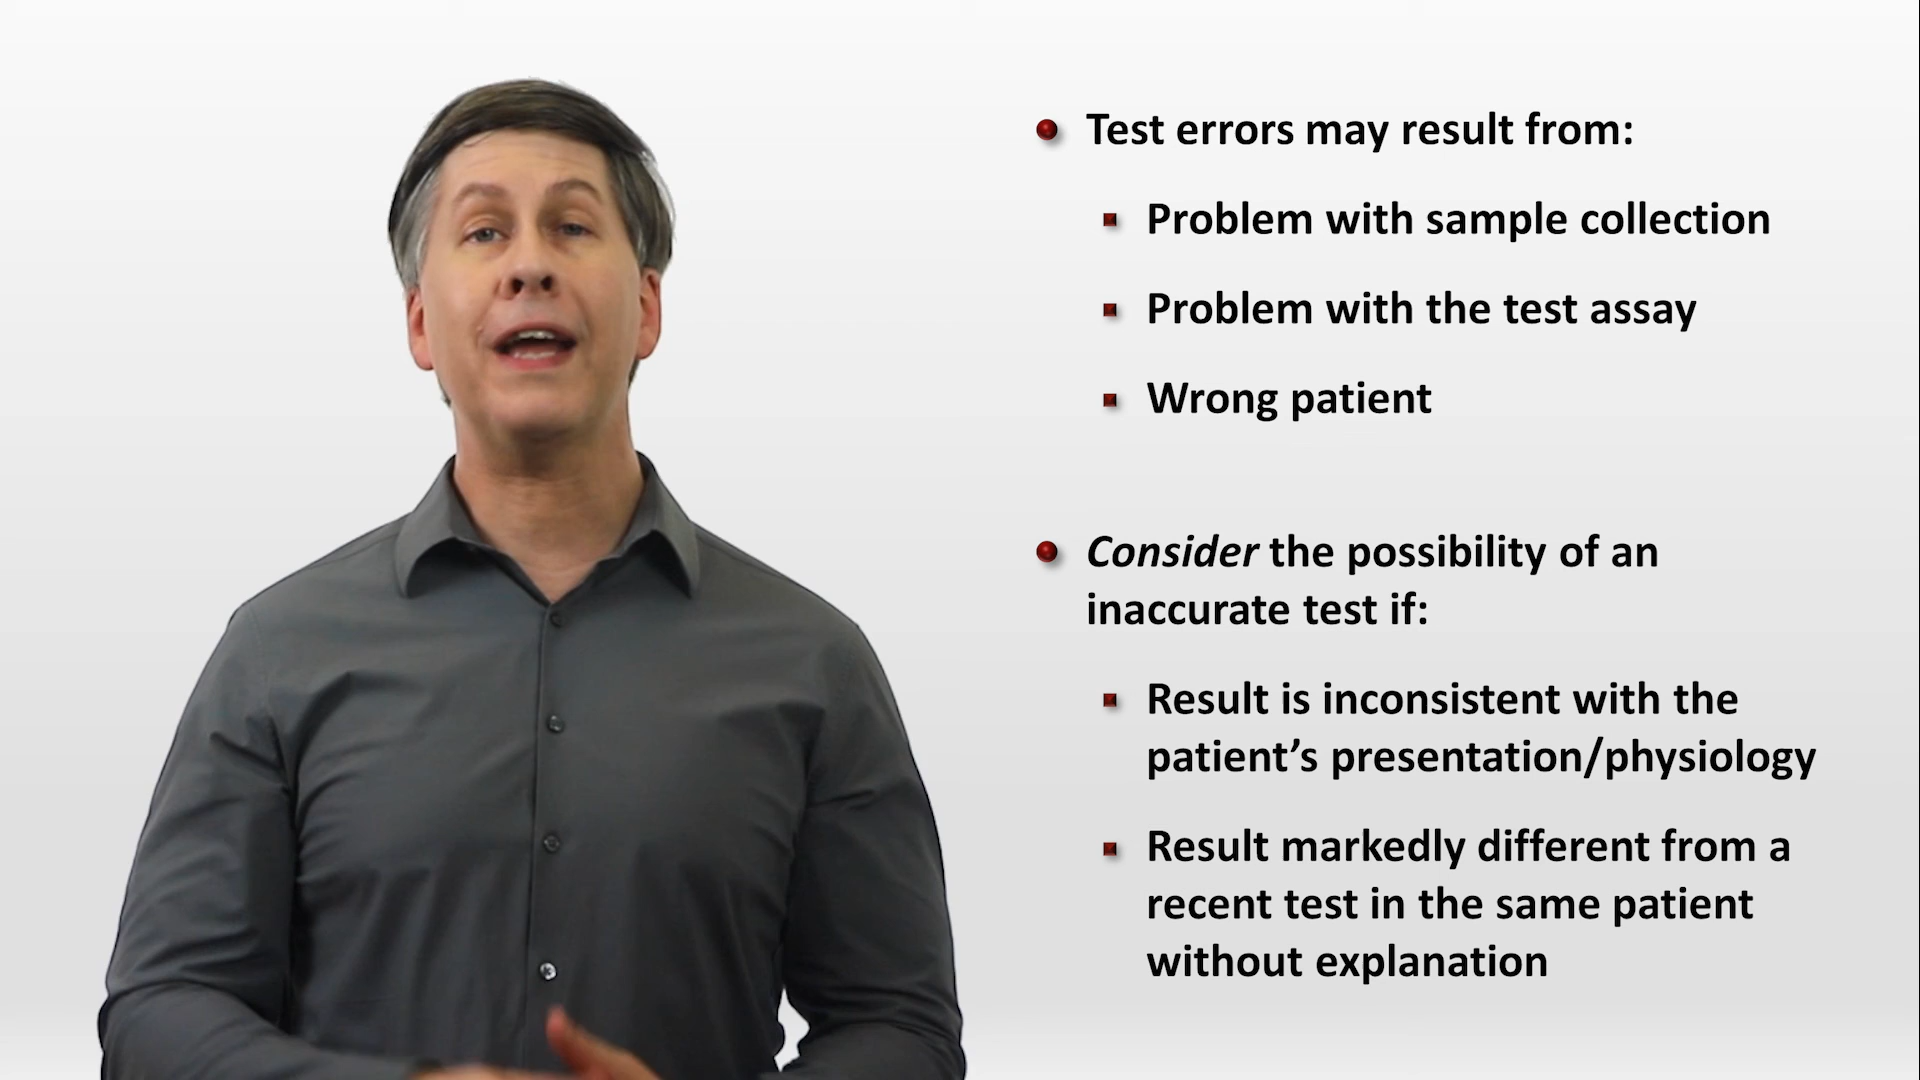 Test errors may result from:
Problem with sample collection
Problem with the test assay
Wrong patient
Consider the possibility of an
inaccurate test if:
Result is inconsistent with the
patient’s presentation/physiology
Result markedly different from a
recent test in the same patient
without explanation